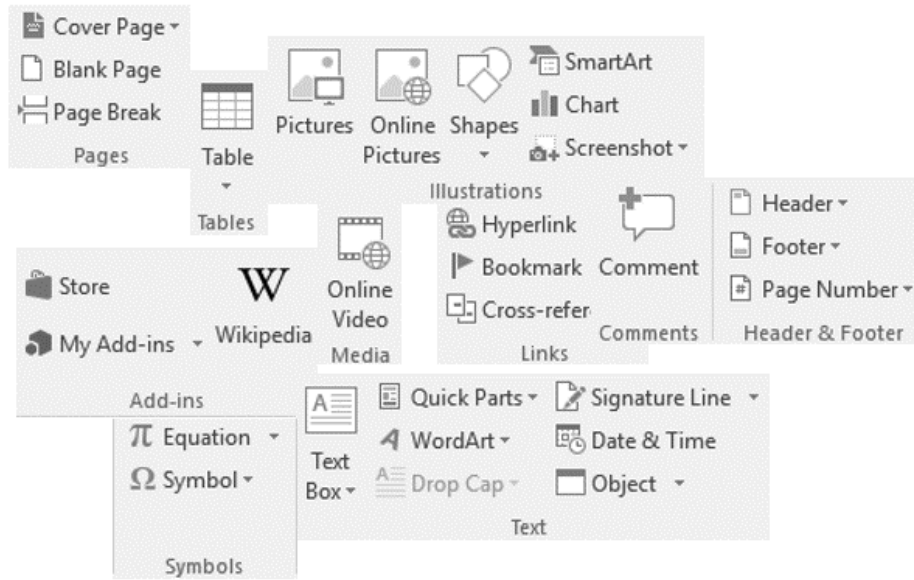 Cover Page
Blank Page
Page Break
Pages
Table
Tables
Pictures
Online
Pictures
Shapes
SmartArt
Chart
Screenshot
Illustrations
Hyperlink
Bookmark
Cross-refer
Links
Comment
Comments
Header
Footer
# Page Number
Header & Footer
Store
My Add-ins
W
Wikipedia
Add-ins
Online
Video
Media
π Equation
Ω Symbol
Symbols
A
Text
Box
Quick Parts
A WordArt
A Drop Cap
Signature Line
Date & Time
Object
Text